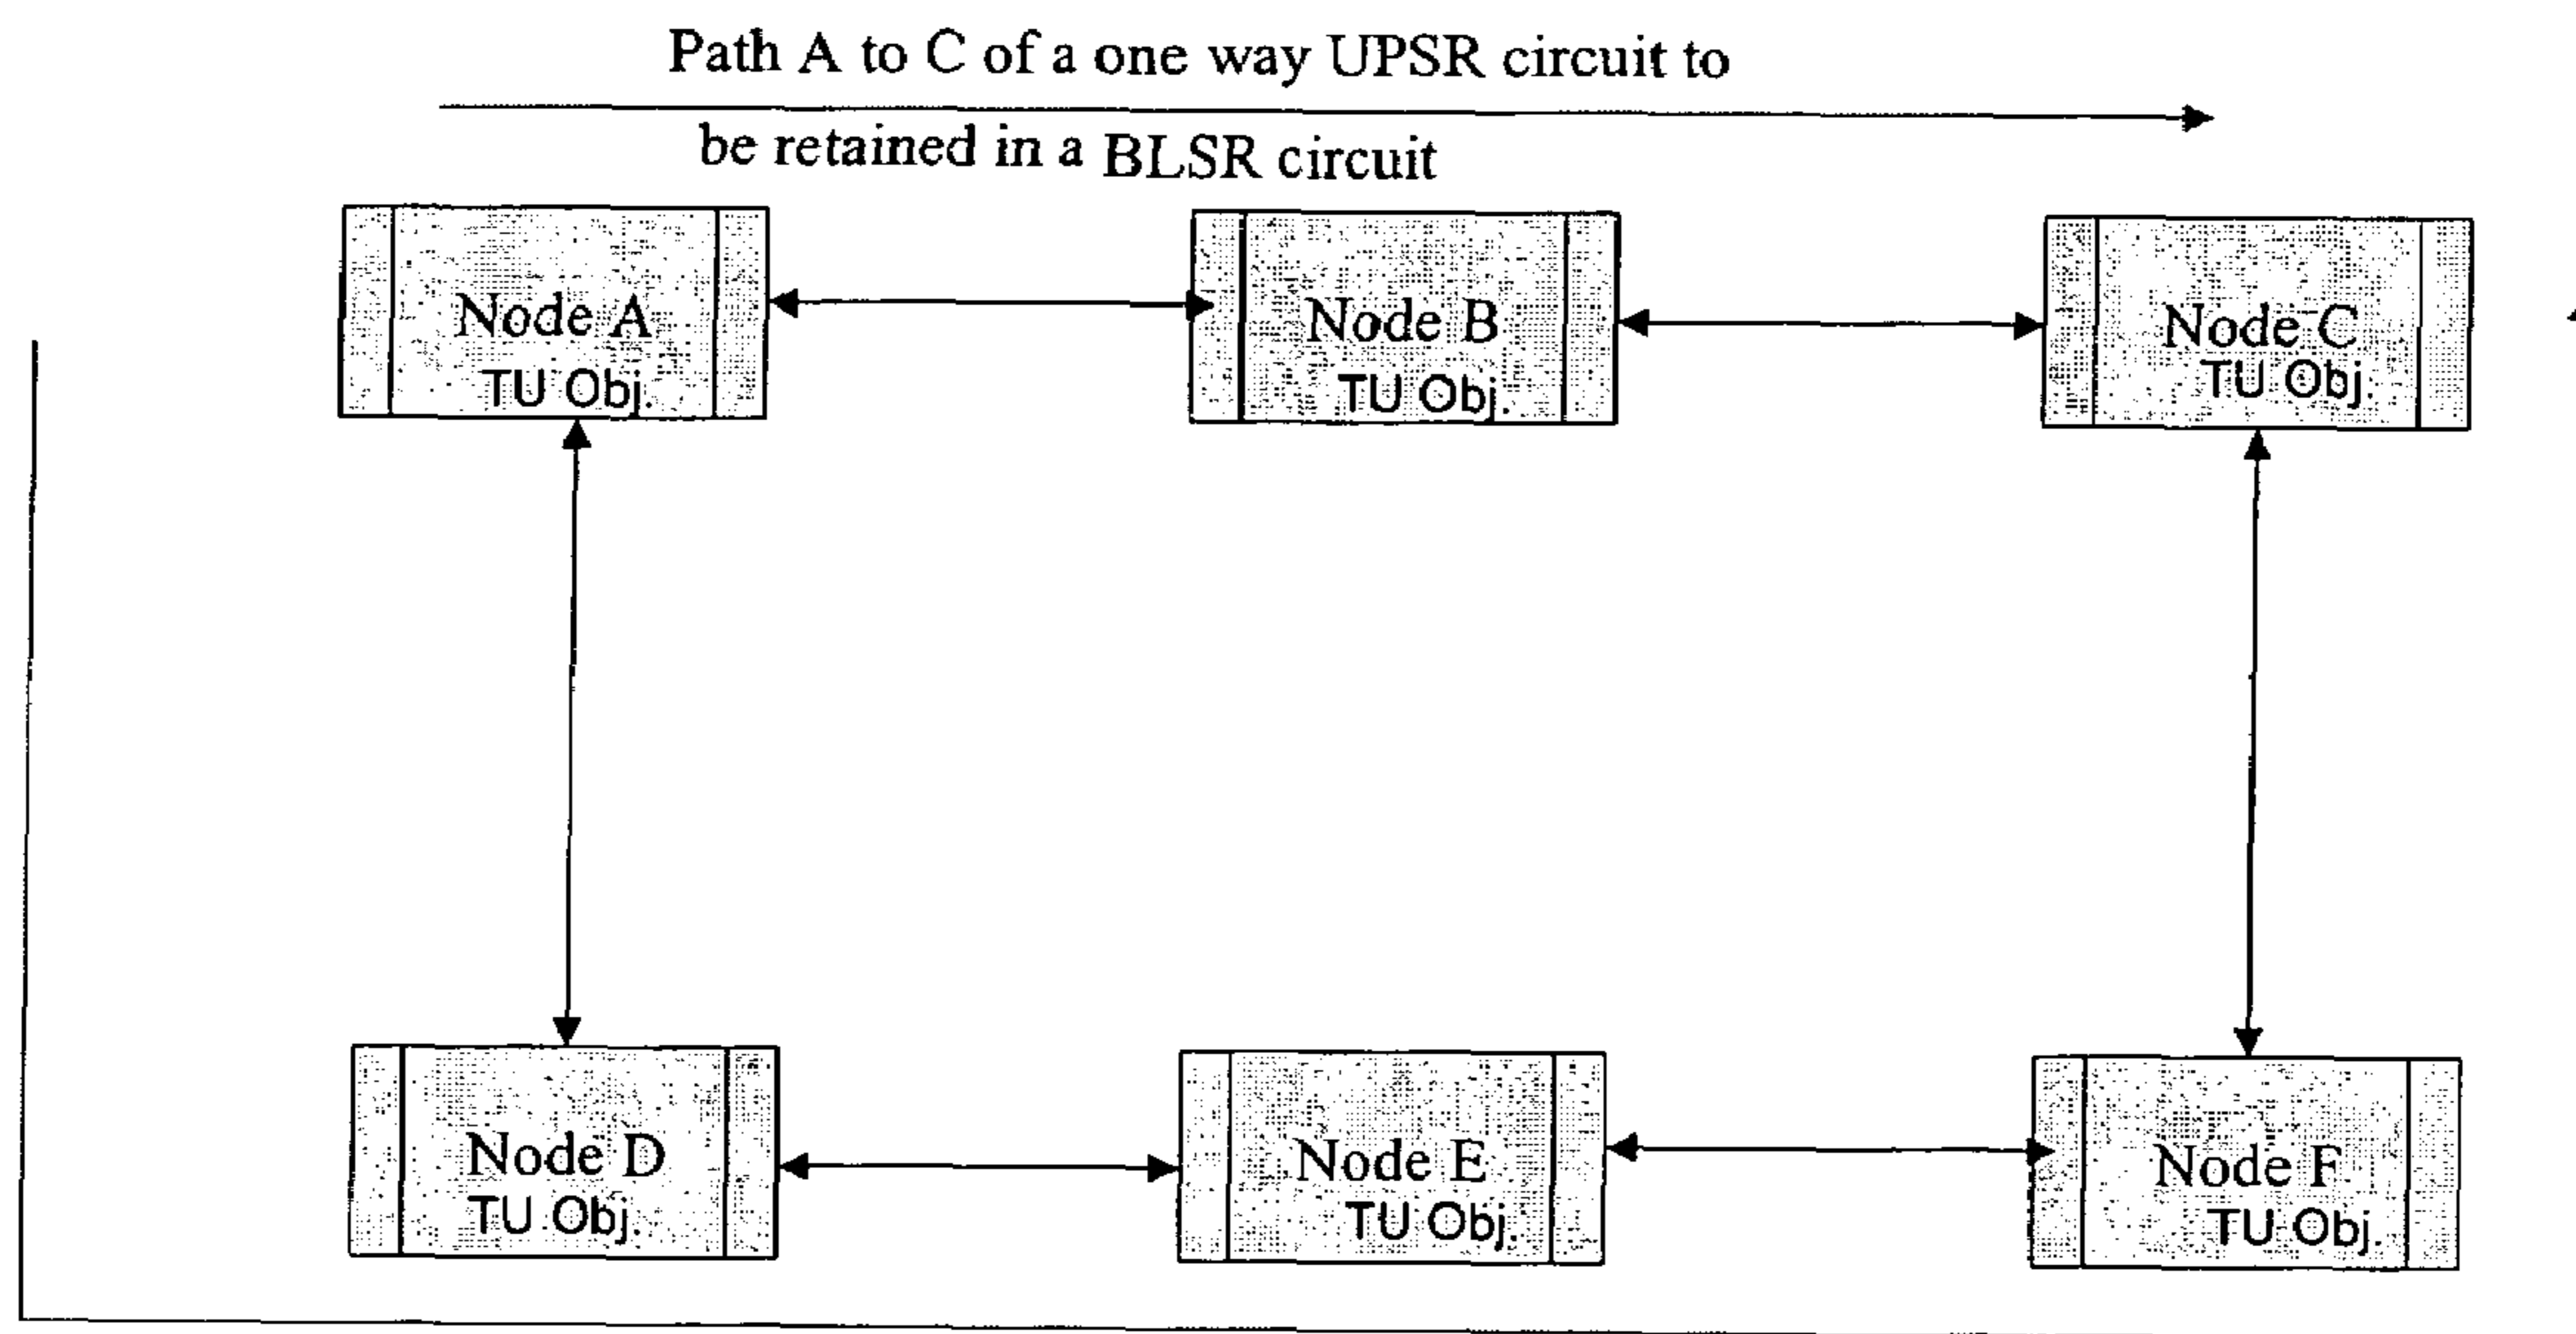 Path A to C of a one way UPSR circuit to
be retained in a BLSR circuit
Node A
TU Obj.
Node B
TU Obj.
Node C
TU Obj.
Node D
TU Obj.
Node E
TU Obj.
Node F
TU Obj.